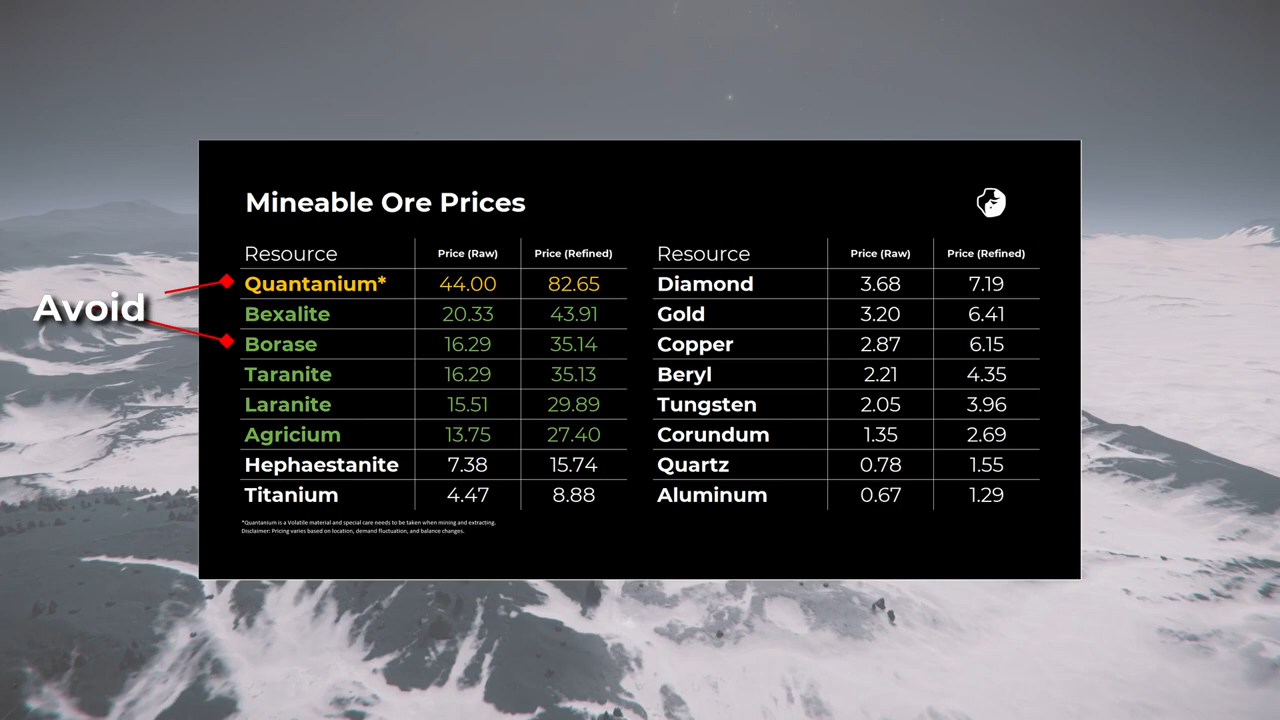 Mineable Ore Prices
Avoid
Resource Price (Raw) Price (Refined) Resource Price (Raw) Price (Refined)
Quantanium* 44.00 82.65 Diamond 3.68 7.19
Bexalite 20.33 43.91 Gold 3.20 6.41
Borase 16.29 35.14 Copper 2.87 6.15
Taranite 16.29 35.13 Beryl 2.21 4.35
Laranite 15.51 29.89 Tungsten 2.05 3.96
Agricium 13.75 27.40 Corundum 1.35 2.69
Hephaestanite 7.38 15.74 Quartz 0.78 1.55
Titanium 4.47 8.88 Aluminum 0.67 1.29
*Quantanium is a Volatile material and special care needs to be taken when mining and extracting.
Disclaimer: Pricing varies based on location, demand fluctuation, and balance changes.